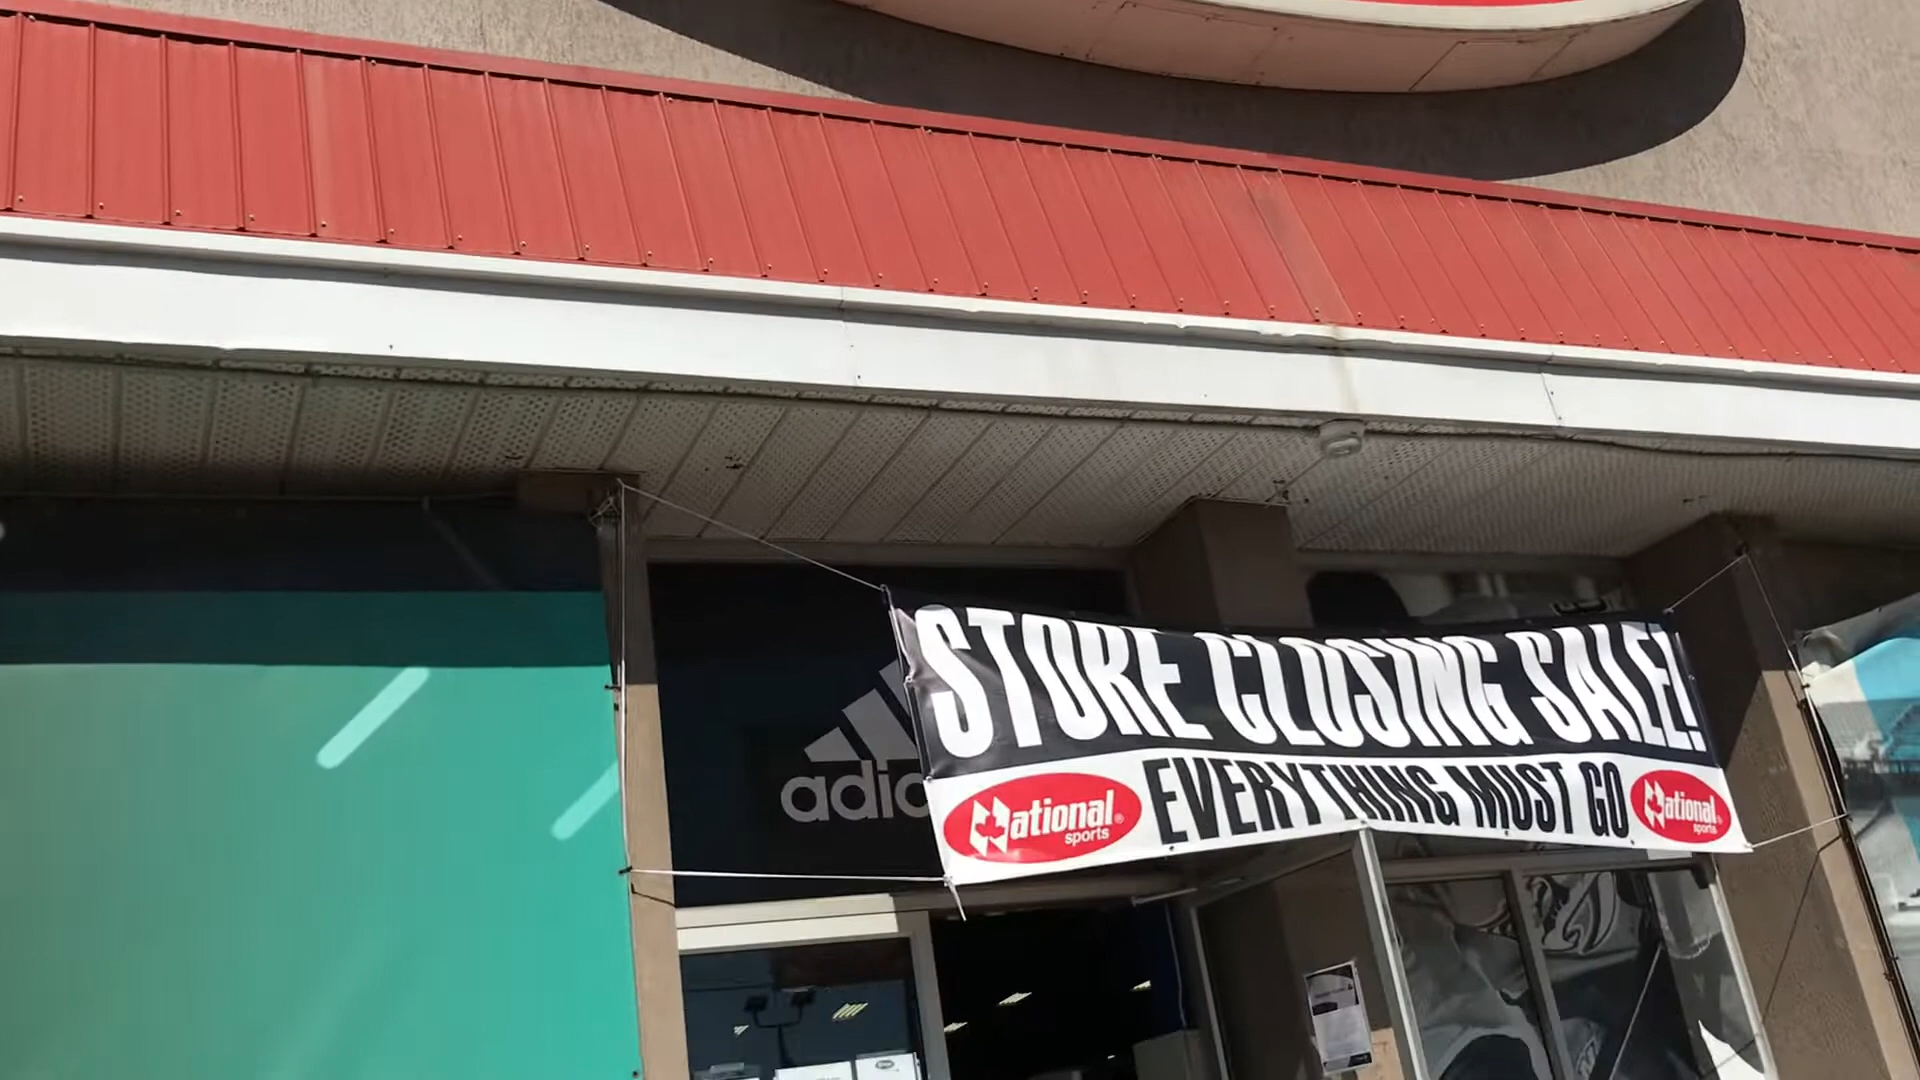 STORE CLOSING SALE!
National®
sports
EVERYTHING MUST GO
National
sports
adid